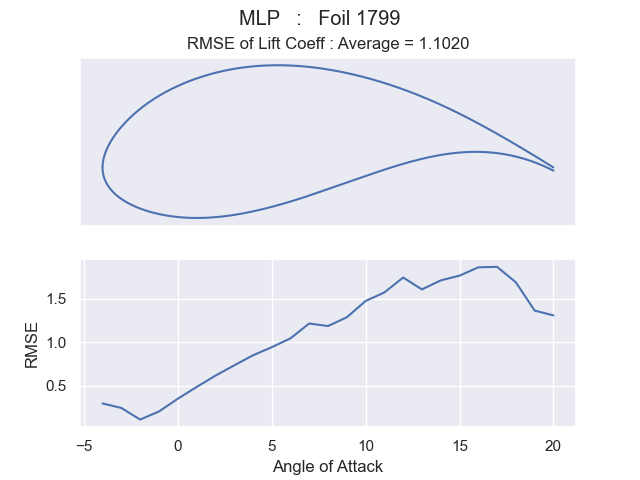 MLP : Foil 1799
RMSE of Lift Coeff : Average = 1.1020
1.5
1.0
0.5
RMSE
−5 0 5 10 15 20
Angle of Attack